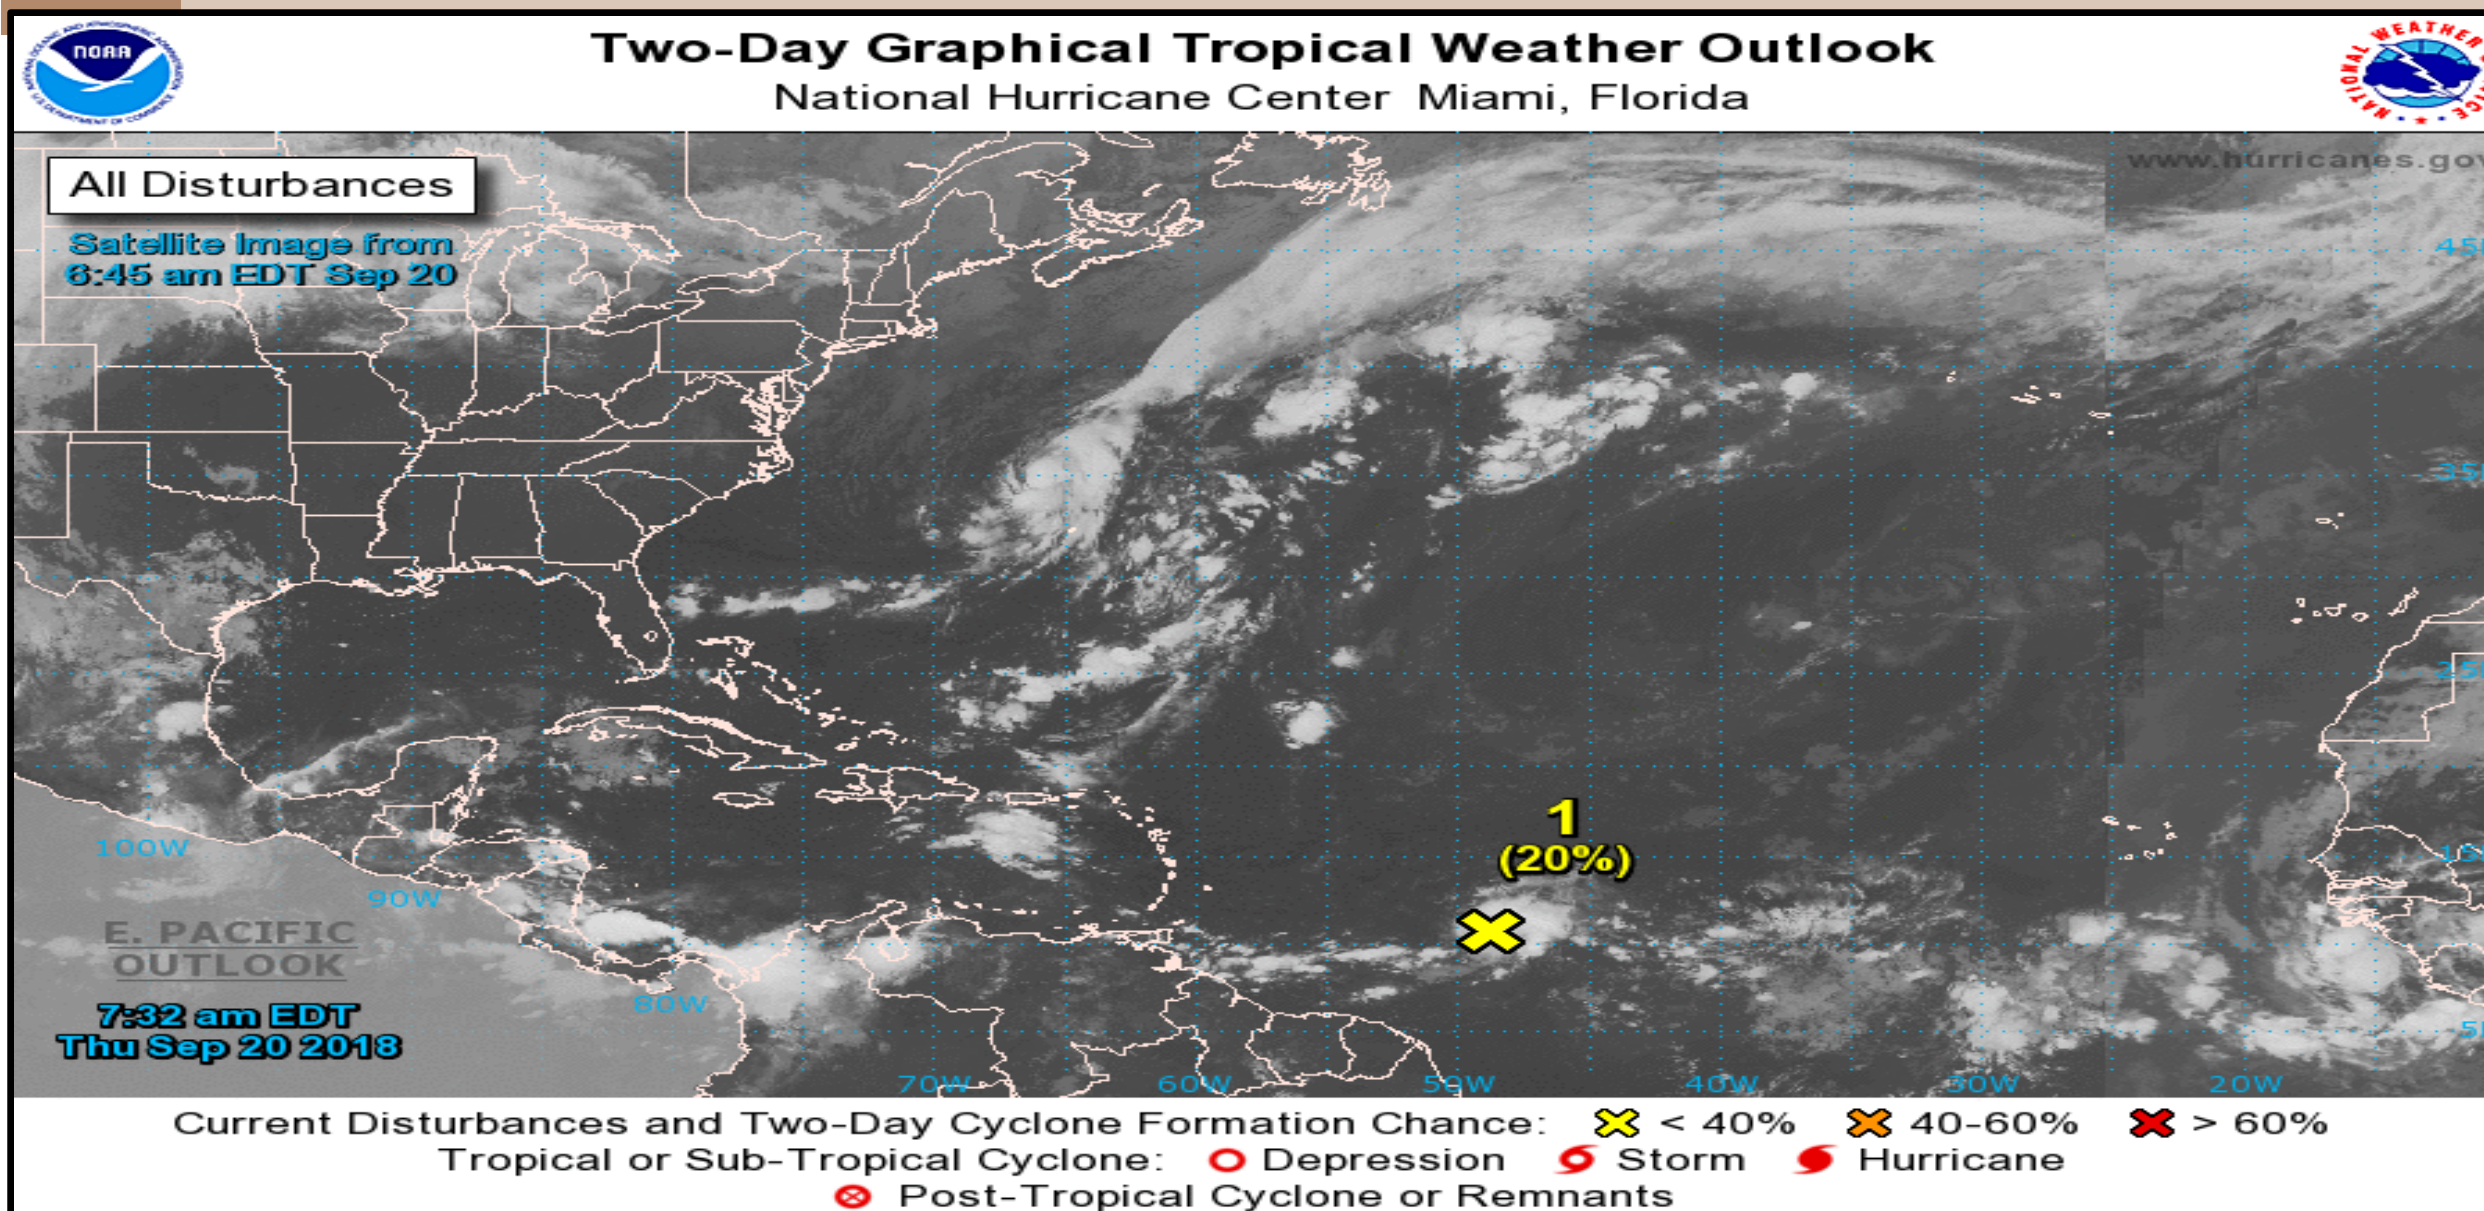 NOAA
Two-Day Graphical Tropical Weather Outlook
National Hurricane Center Miami, Florida
NATIONAL WEATHER
www.hurricanes.gov
All Disturbances
Satellite Image from
6:45 am EDT Sep 20
1
(20%)
100W
90W
E. PACIFIC
OUTLOOK
80W
7:32 am EDT
Thu Sep 20 2018
70W 60W 50W 40W 30W 20W
Current Disturbances and Two-Day Cyclone Formation Chance: < 40% 40-60% > 60%
Tropical or Sub-Tropical Cyclone: Depression Storm Hurricane
Post-Tropical Cyclone or Remnants